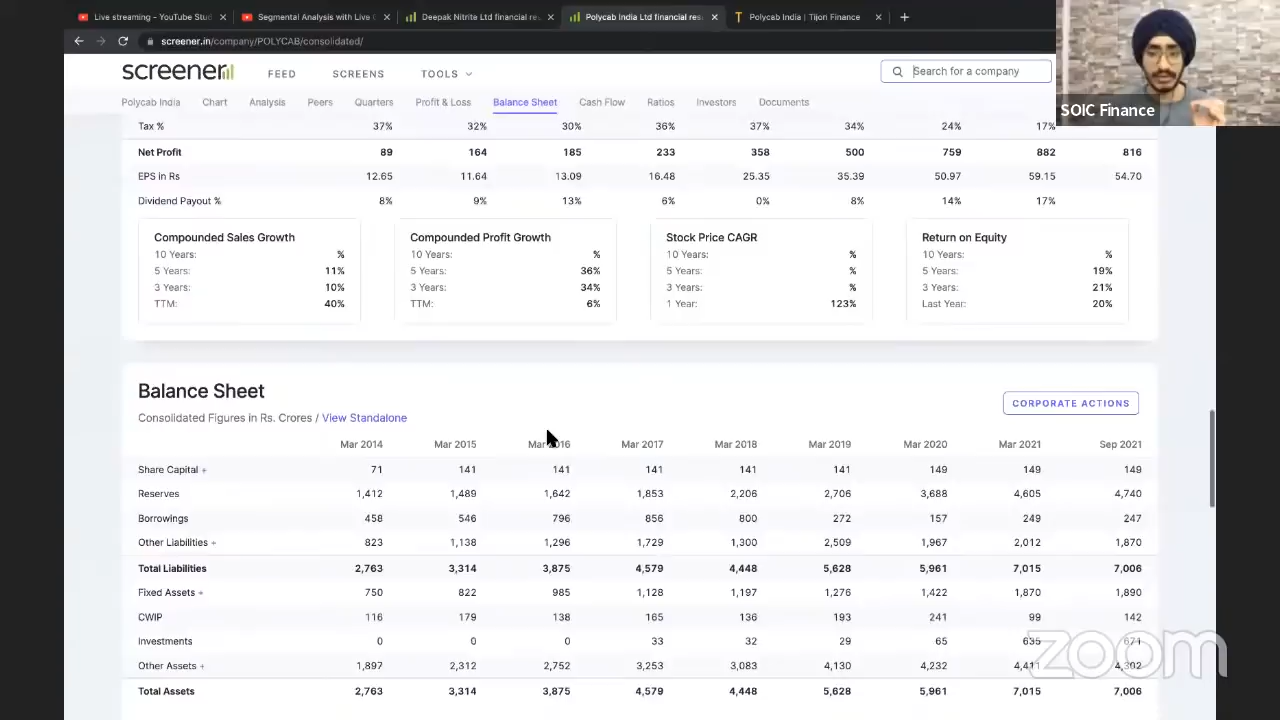 Live streaming - YouTube Stud
Segmental Analysis with Live C
Deepak Nitrite Ltd financial re
Polycab India Ltd financial res
Polycab India | Tijori Finance
screener.in/company/POLYCAB/consolidated/
screener FEED SCREENS TOOLS Search for a company
SOIC Finance
Polycab India Chart Analysis Peers Quarters Profit & Loss Balance Sheet Cash Flow Ratios Investors Documents
Tax % 37% 32% 30% 36% 37% 34% 24% 17%
Net Profit 89 164 185 233 358 500 759 882 816
EPS in Rs 12.65 11.64 13.09 16.48 25.35 35.39 50.97 59.15 54.70
Dividend Payout % 8% 9% 13% 6% 0% 8% 14% 17%
Compounded Sales Growth
10 Years: %
5 Years: 11%
3 Years: 10%
TTM: 40%
Compounded Profit Growth
10 Years: %
5 Years: 36%
3 Years: 34%
TTM: 6%
Stock Price CAGR
10 Years: %
5 Years: %
3 Years: %
1 Year: 123%
Return on Equity
10 Years: %
5 Years: 19%
3 Years: 21%
Last Year: 20%
Balance Sheet
Consolidated Figures in Rs. Crores / View Standalone
CORPORATE ACTIONS
Mar 2014 Mar 2015 Mar 2016 Mar 2017 Mar 2018 Mar 2019 Mar 2020 Mar 2021 Sep 2021
Share Capital + 71 141 141 141 141 141 149 149 149
Reserves 1,412 1,489 1,642 1,853 2,206 2,706 3,688 4,605 4,740
Borrowings 458 546 796 856 800 272 157 249 247
Other Liabilities + 823 1,138 1,296 1,729 1,300 2,509 1,967 2,012 1,870
Total Liabilities 2,763 3,314 3,875 4,579 4,448 5,628 5,961 7,015 7,006
Fixed Assets + 750 822 985 1,128 1,197 1,276 1,422 1,870 1,890
CWIP 116 179 138 165 136 193 241 99 142
Investments 0 0 0 33 32 29 65 635 671
Other Assets + 1,897 2,312 2,752 3,253 3,083 4,130 4,232 4,411 4,302
Total Assets 2,763 3,314 3,875 4,579 4,448 5,628 5,961 7,015 7,006
zoom